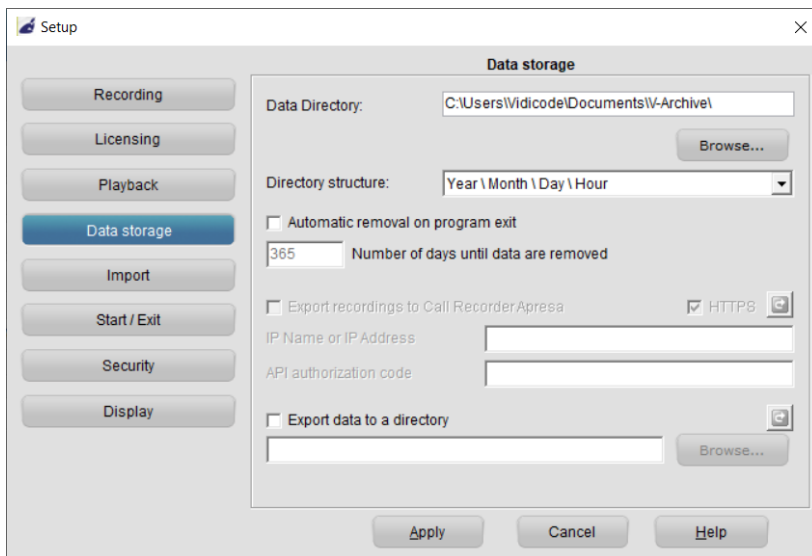 Setup
Data storage
Recording
Licensing
Playback
Data storage
Import
Start / Exit
Security
Display
Data Directory:
C:\Users\Vidicode\Documents\V-Archive\
Browse...
Directory structure:
Year \ Month \ Day \ Hour
Automatic removal on program exit
365 Number of days until data are removed
Export recordings to Call Recorder Apresa HTTPS
IP Name or IP Address
API authorization code
Export data to a directory
Browse...
Apply Cancel Help